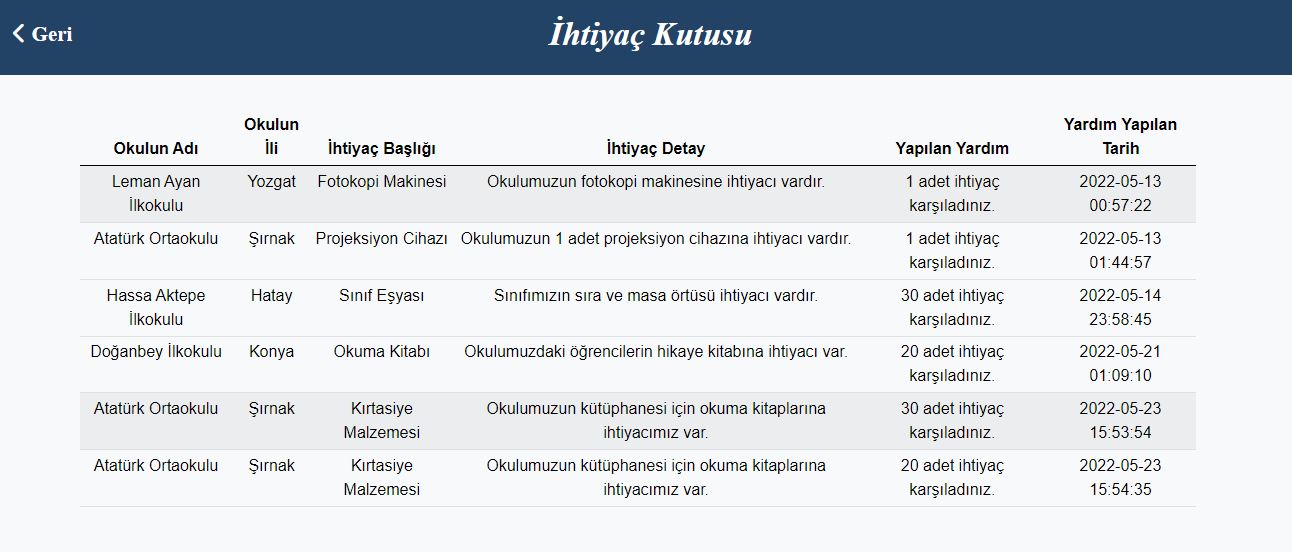 Geri
İhtiyaç Kutusu
Okulun Adı Okulun İli İhtiyaç Başlığı İhtiyaç Detay Yapılan Yardım Yardım Yapılan Tarih
Leman Ayan İlkokulu Yozgat Fotokopi Makinesi Okulumuzun fotokopi makinesine ihtiyacı vardır. 1 adet ihtiyaç karşıladınız. 2022-05-13 00:57:22
Atatürk Ortaokulu Şırnak Projeksiyon Cihazı Okulumuzun 1 adet projeksiyon cihazına ihtiyacı vardır. 1 adet ihtiyaç karşıladınız. 2022-05-13 01:44:57
Hassa Aktepe İlkokulu Hatay Sınıf Eşyası Sınıfımızın sıra ve masa örtüsü ihtiyacı vardır. 30 adet ihtiyaç karşıladınız. 2022-05-14 23:58:45
Doğanbey İlkokulu Konya Okuma Kitabı Okulumuzdaki öğrencilerin hikaye kitabına ihtiyacı var. 20 adet ihtiyaç karşıladınız. 2022-05-21 01:09:10
Atatürk Ortaokulu Şırnak Kırtasiye Malzemesi Okulumuzun kütüphanesi için okuma kitaplarına ihtiyacımız var. 30 adet ihtiyaç karşıladınız. 2022-05-23 15:53:54
Atatürk Ortaokulu Şırnak Kırtasiye Malzemesi Okulumuzun kütüphanesi için okuma kitaplarına ihtiyacımız var. 20 adet ihtiyaç karşıladınız. 2022-05-23 15:54:35